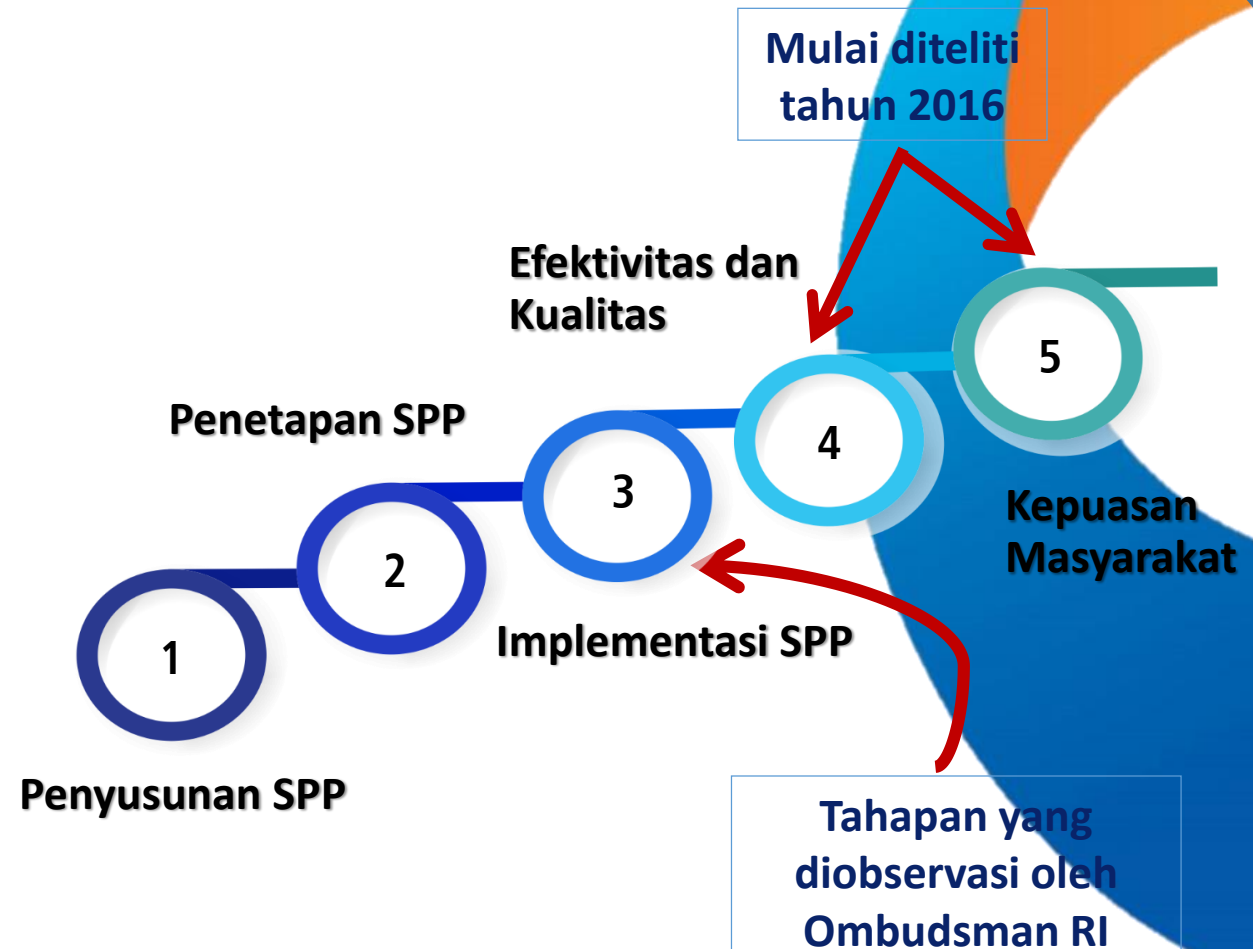 Mulai diteliti
tahun 2016
Efektivitas dan
Kualitas
5
Penetapan SPP
4
3
Kepuasan
Masyarakat
2
Implementasi SPP
1
Penyusunan SPP
Tahapan yang
diobservasi oleh
Ombudsman RI